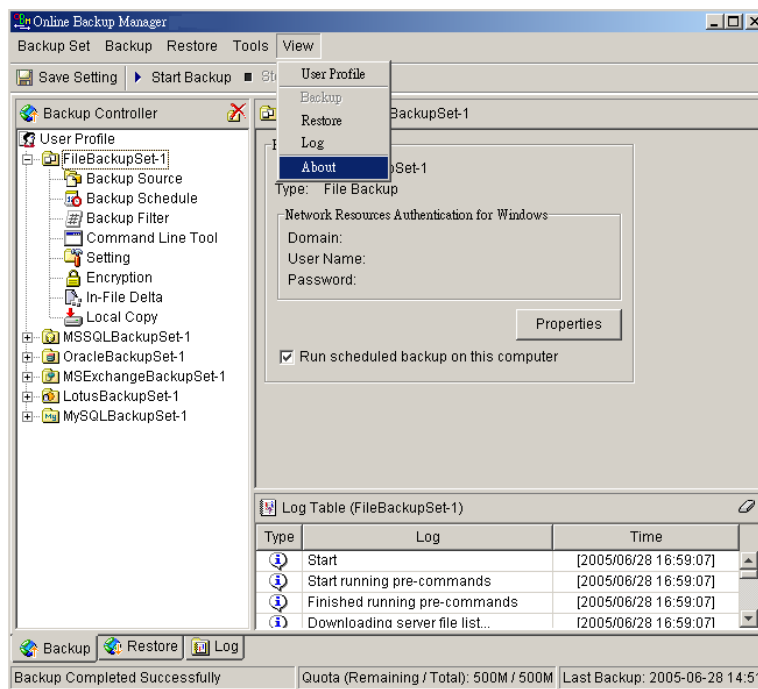 Online Backup Manager
Backup Set Backup Restore Tools View
Save Setting Start Backup
User Profile
Backup
Restore
Log
About
Backup Controller
BackupSet-1
User Profile
FileBackupSet-1
Backup Source
Backup Schedule
Backup Filter
Command Line Tool
Setting
Encryption
In-File Delta
Local Copy
MSSQLBackupSet-1
OracleBackupSet-1
MSExchangeBackupSet-1
LotusBackupSet-1
MySQLBackupSet-1
pSet-1
Type: File Backup
Network Resources Authentication for Windows
Domain:
User Name:
Password:
Properties
Run scheduled backup on this computer
Log Table (FileBackupSet-1)
Type Log Time
Start [2005/06/28 16:59:07]
Start running pre-commands [2005/06/28 16:59:07]
Finished running pre-commands [2005/06/28 16:59:07]
Downloading server file list... [2005/06/28 16:59:07]
Backup Restore Log
Backup Completed Successfully Quota (Remaining / Total): 500M / 500M Last Backup: 2005-06-28 14:5